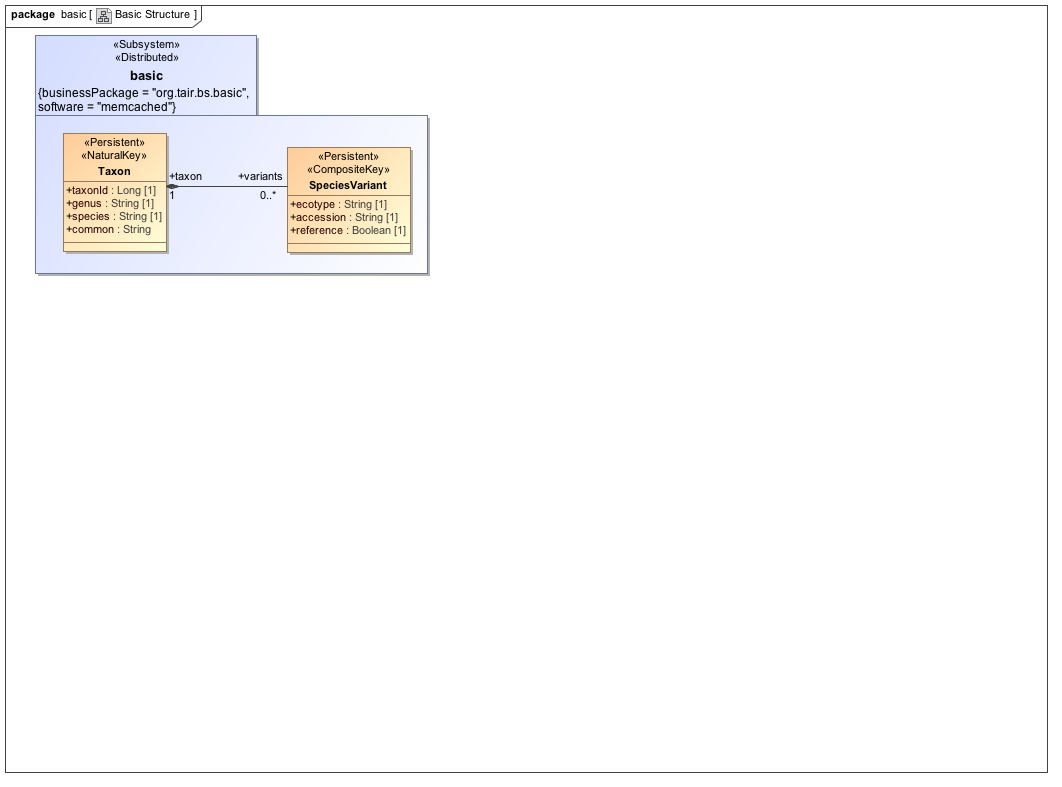 package basic [ Basic Structure ]
«Subsystem»
«Distributed»
basic
{businessPackage = "org.tair.bs.basic",
software = "memcached"}
«Persistent»
«NaturalKey»
Taxon
+taxonId : Long [1]
+genus : String [1]
+species : String [1]
+common : String
+taxon
1
+variants
0..*
«Persistent»
«CompositeKey»
SpeciesVariant
+ecotype : String [1]
+accession : String [1]
+reference : Boolean [1]